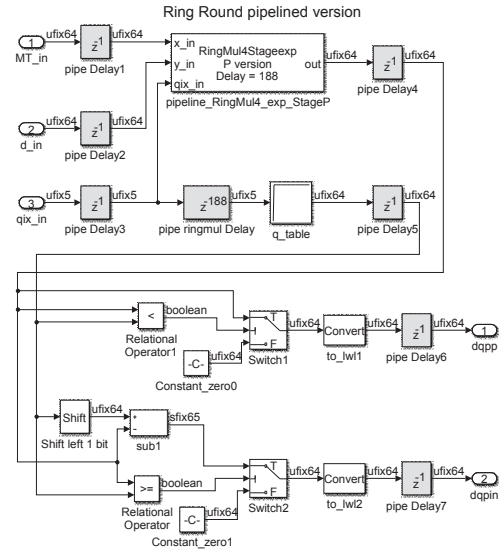 Ring Round pipelined version
ufix64
1
MT_in
z-1
ufix64
pipe Delay1
x_in
y_in
qix_in
RingMul4Stageexp
P version
Delay = 188
out
pipeline_RingMul4_exp_StageP
ufix64
z-1
ufix64
pipe Delay4
ufix64
2
d_in
z-1
ufix64
pipe Delay2
ufix5
3
qix_in
z-1
ufix5
pipe Delay3
z-188
ufix5
pipe ringmul Delay
q_table
ufix64
z-1
ufix64
pipe Delay5
<
boolean
Relational
Operator1
-C-
ufix64
Constant_zero0
T
F
ufix64
Switch1
Convert
ufix64
to_lwl1
z-1
ufix64
pipe Delay6
1
dqpp
Shift
ufix64
Shift left 1 bit
+
-
sfix65
sub1
>=
boolean
Relational
Operator
-C-
ufix64
Constant_zero1
T
F
ufix64
Switch2
Convert
ufix64
to_lwl2
z-1
ufix64
pipe Delay7
2
dqpin